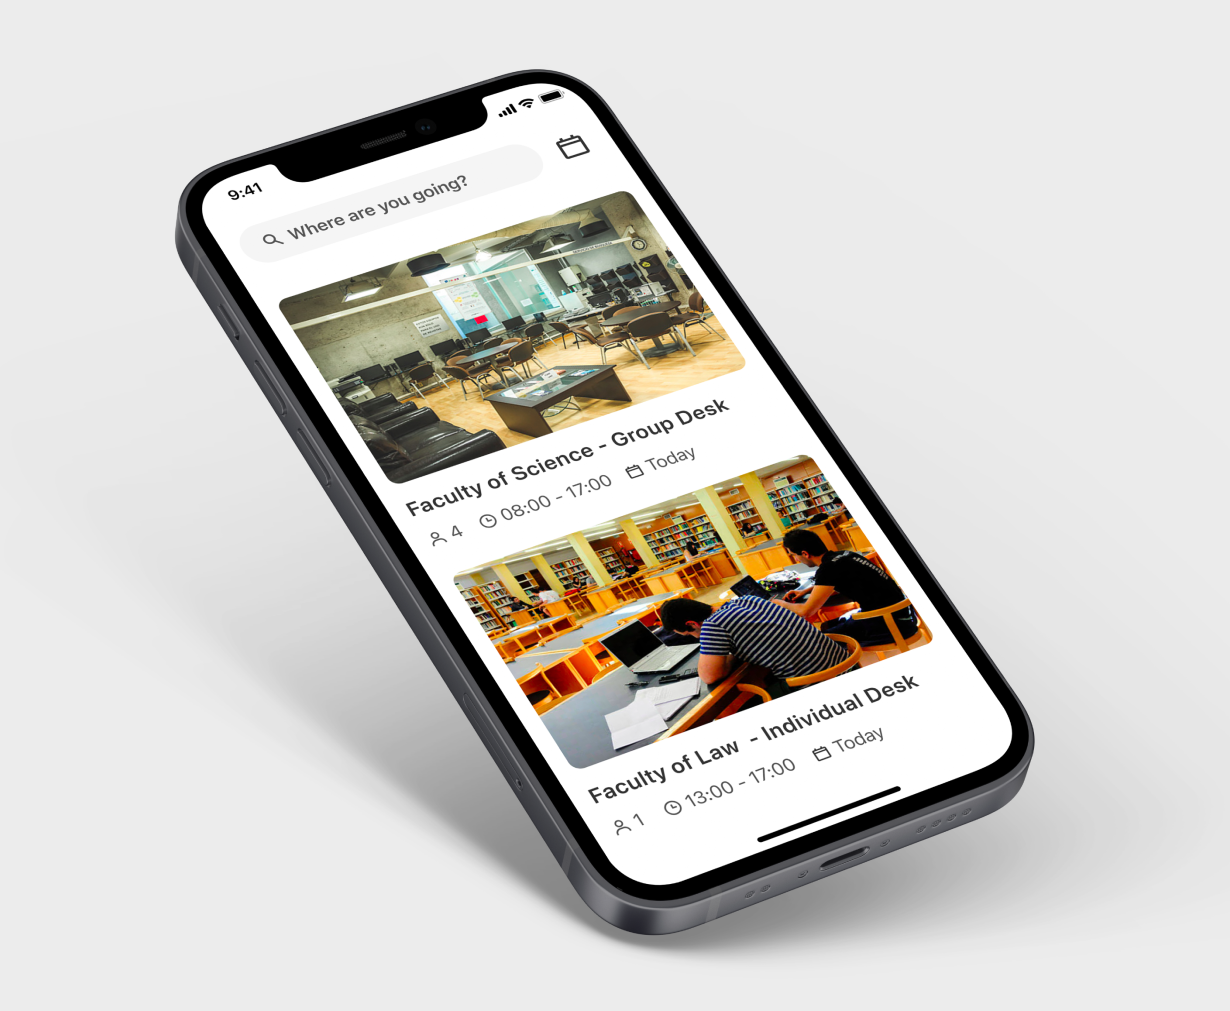 9:41
Where are you going?
Faculty of Science - Group Desk
4 08:00 - 17:00 Today
Faculty of Law - Individual Desk
1 13:00 - 17:00 Today